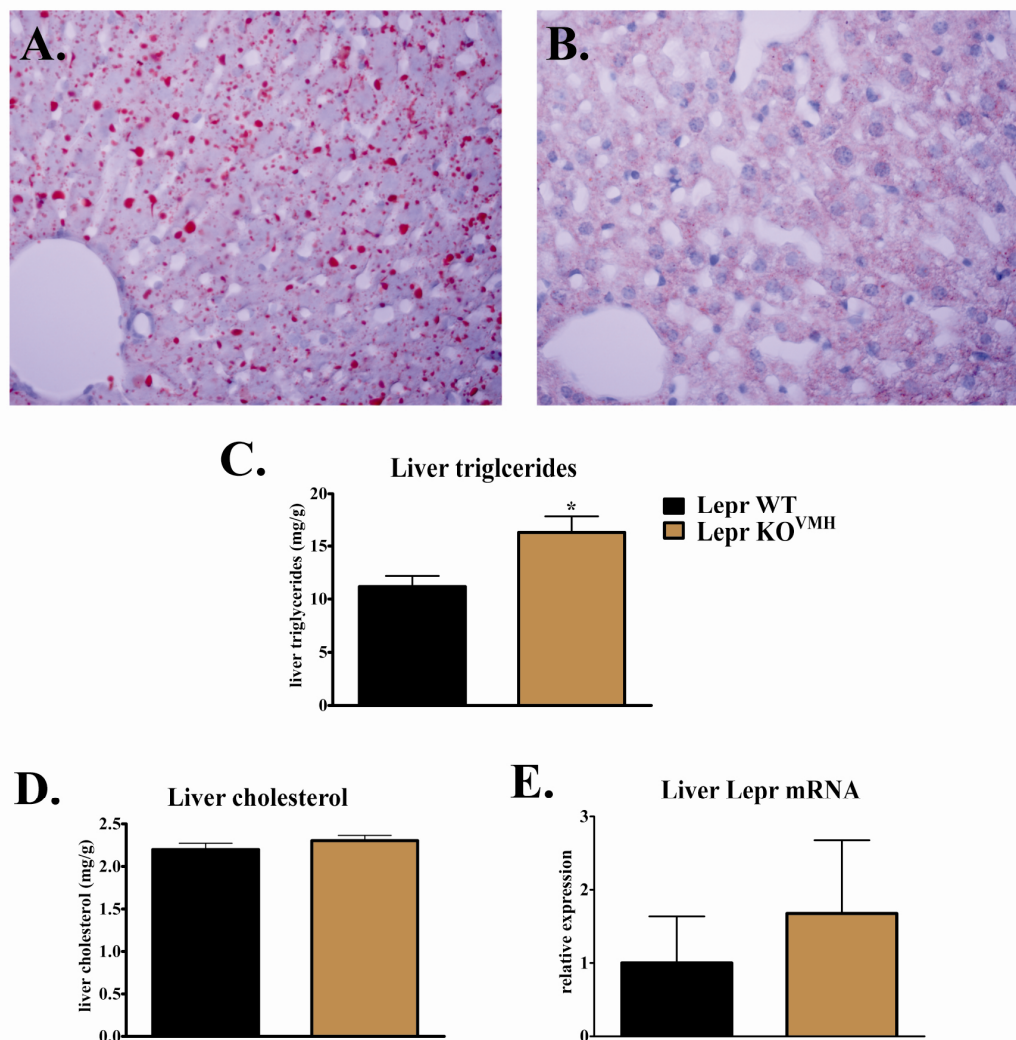 A.
B.
C.
Liver triglcerides
20
15
10
5
0
liver triglycerides (mg/g)
*
Lepr WT
Lepr KO^VMH
D.
Liver cholesterol
2.5
2.0
1.5
1.0
0.5
0.0
liver cholesterol (mg/g)
E.
Liver Lepr mRNA
3
2
1
0
relative expression